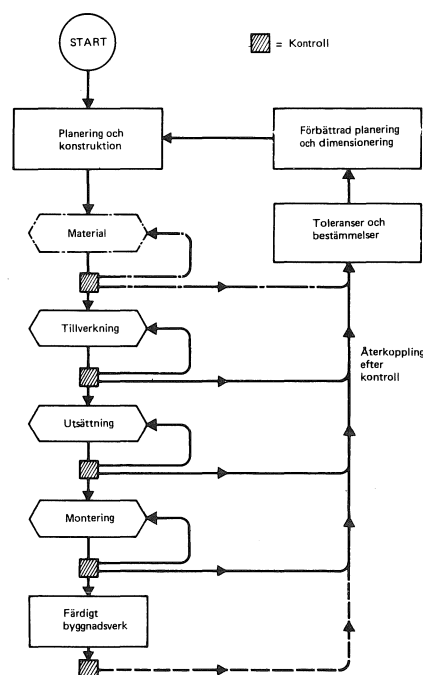 START
= Kontroll
Planering och
konstruktion
Förbättrad planering
och dimensionering
Material
Toleranser och
bestämmelser
Tillverkning
Återkoppling
efter
kontroll
Utsättning
Montering
Färdigt
byggnadsverk